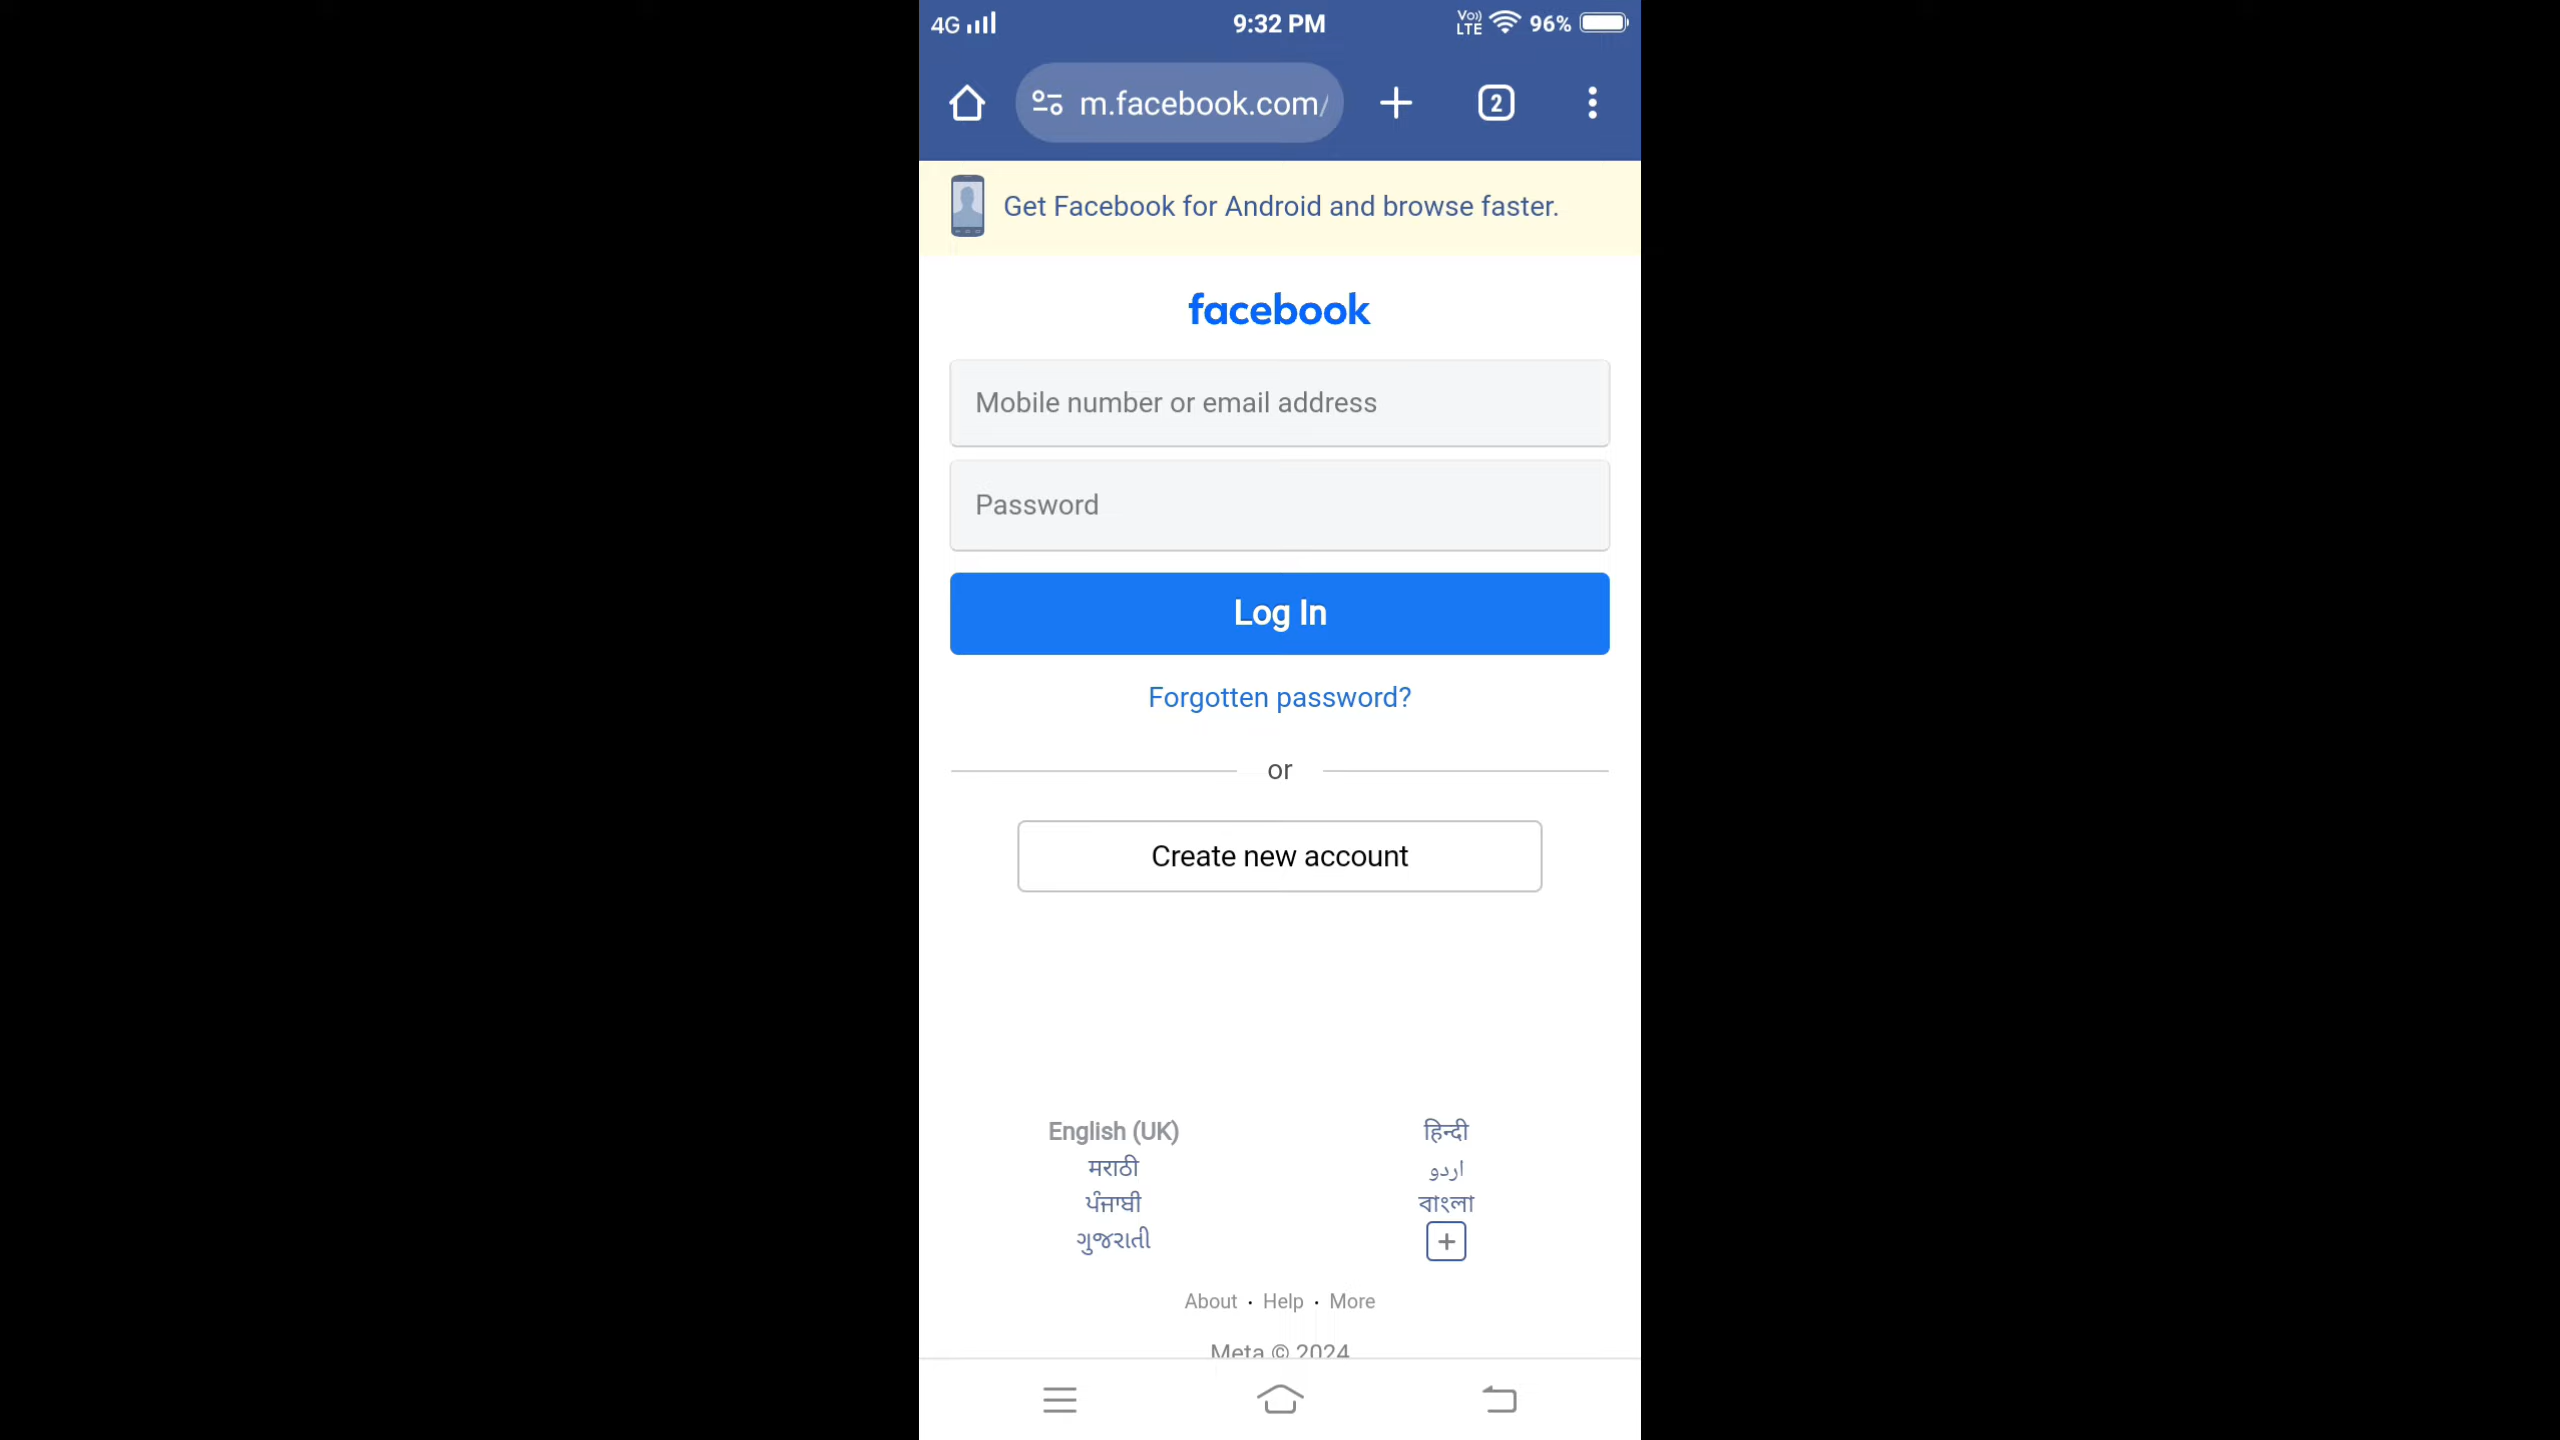 4G 9:32 PM Vo)) LTE 96%
m.facebook.com/ 2
Get Facebook for Android and browse faster.
facebook
Mobile number or email address
Password
Log In
Forgotten password?
or
Create new account
English (UK) हिन्दी
मराठी اردو
ਪੰਜਾਬੀ বাংলা
ગુજરાતી
About · Help · More
Meta © 2024